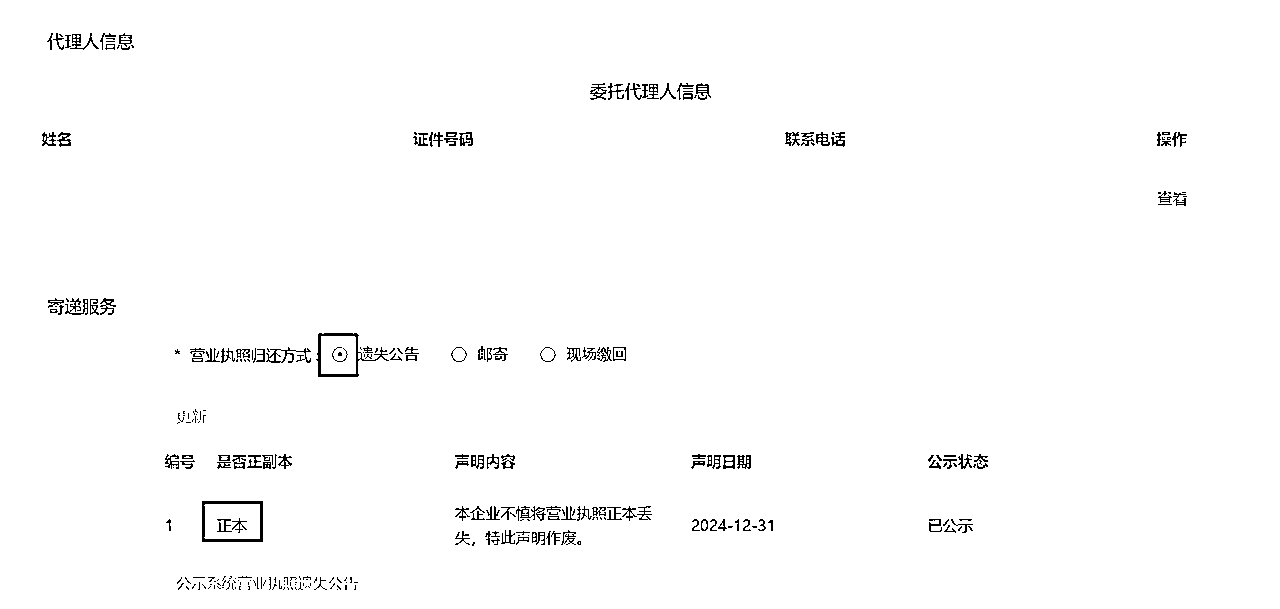 代理人信息
委托代理人信息
姓名 证件号码 联系电话 操作
查看
寄递服务
* 营业执照归还方式： 遗失公告 邮寄 现场缴回
更新
编号 是否正副本 声明内容 声明日期 公示状态
1 正本 本企业不慎将营业执照正本丢失，特此声明作废。 2024-12-31 已公示
公示系统营业执照遗失公告